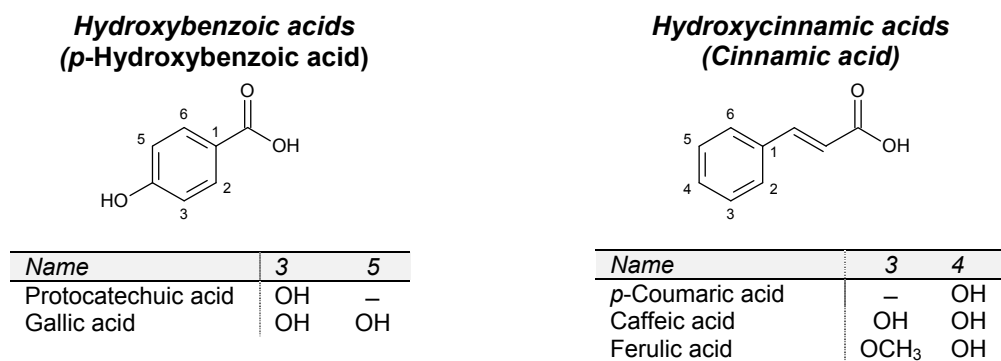 Hydroxybenzoic acids
(p-Hydroxybenzoic acid)
O
OH
HO
1
2
3
5
6
Name 3 5
Protocatechuic acid OH –
Gallic acid OH OH
Hydroxycinnamic acids
(Cinnamic acid)
O
OH
1
2
3
4
5
6
Name 3 4
p-Coumaric acid – OH
Caffeic acid OH OH
Ferulic acid OCH₃ OH